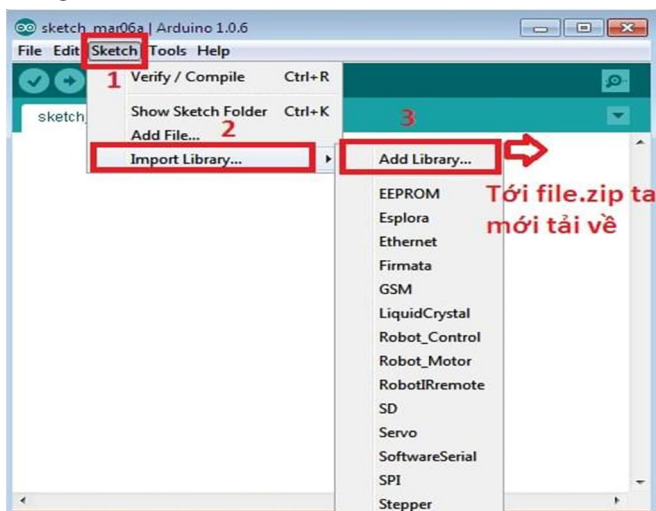 sketch_mar06a | Arduino 1.0.6
File Edit Sketch Tools Help
1
Verify / Compile Ctrl+R
sketch_
Show Sketch Folder Ctrl+K
Add File...
2
Import Library...
3
Add Library...
Tới file.zip ta
mới tải về
EEPROM
Esplora
Ethernet
Firmata
GSM
LiquidCrystal
Robot_Control
Robot_Motor
RobotIRremote
SD
Servo
SoftwareSerial
SPI
Stepper